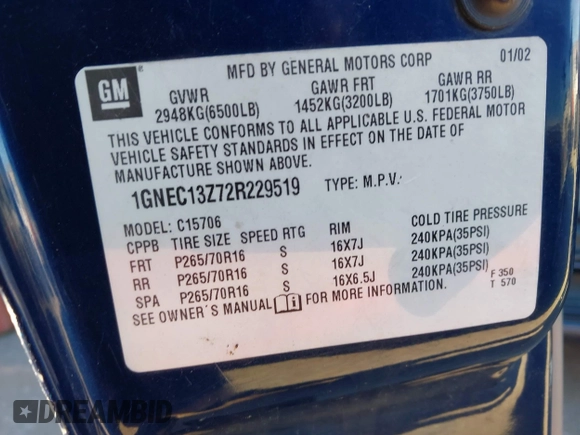 GM
MFD BY GENERAL MOTORS CORP 01/02
GVWR GAWR FRT GAWR RR
2948KG(6500LB) 1452KG(3200LB) 1701KG(3750LB)
THIS VEHICLE CONFORMS TO ALL APPLICABLE U.S. FEDERAL MOTOR
VEHICLE SAFETY STANDARDS IN EFFECT ON THE DATE OF
MANUFACTURE SHOWN ABOVE.
1GNEC13Z72R229519 TYPE: M.P.V.
MODEL: C15706
CPPB TIRE SIZE SPEED RTG RIM COLD TIRE PRESSURE
FRT P265/70R16 S 16X7J 240KPA(35PSI)
RR P265/70R16 S 16X7J 240KPA(35PSI)
SPA P265/70R16 S 16X6.5J 240KPA(35PSI)
SEE OWNER'S MANUAL FOR MORE INFORMATION.
F 350
T 570
DREAMBID